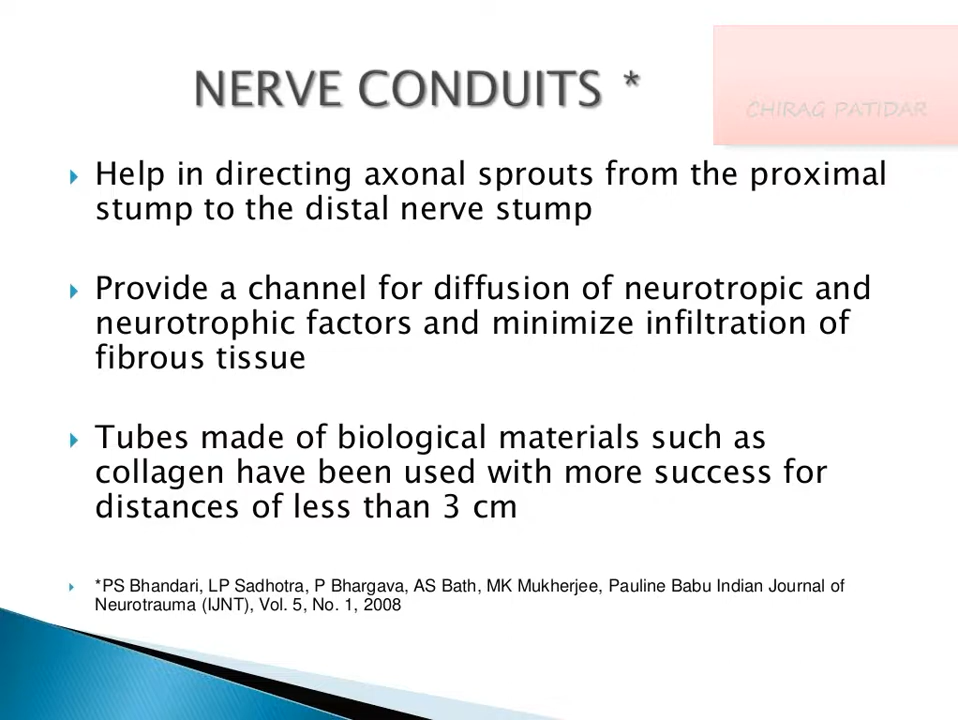 NERVE CONDUITS *
CHIRAG PATIDAR
Help in directing axonal sprouts from the proximal
stump to the distal nerve stump
Provide a channel for diffusion of neurotropic and
neurotrophic factors and minimize infiltration of
fibrous tissue
Tubes made of biological materials such as
collagen have been used with more success for
distances of less than 3 cm
*PS Bhandari, LP Sadhotra, P Bhargava, AS Bath, MK Mukherjee, Pauline Babu Indian Journal of
Neurotrauma (IJNT), Vol. 5, No. 1, 2008